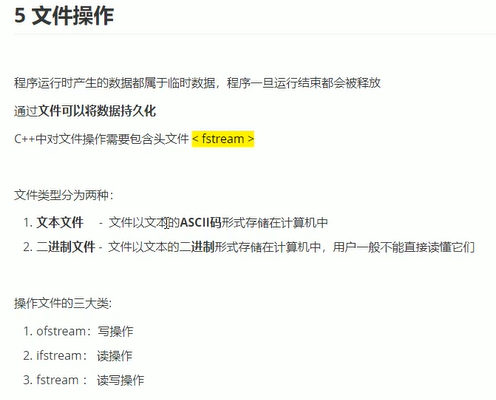 5 文件操作
程序运行时产生的数据都属于临时数据，程序一旦运行结束都会被释放
通过文件可以将数据持久化
C++中对文件操作需要包含头文件 < fstream >
文件类型分为两种：
1. 文本文件 - 文件以文本的ASCII码形式存储在计算机中
2. 二进制文件 - 文件以文本的二进制形式存储在计算机中，用户一般不能直接读懂它们
操作文件的三大类:
1. ofstream：写操作
2. ifstream： 读操作
3. fstream ： 读写操作